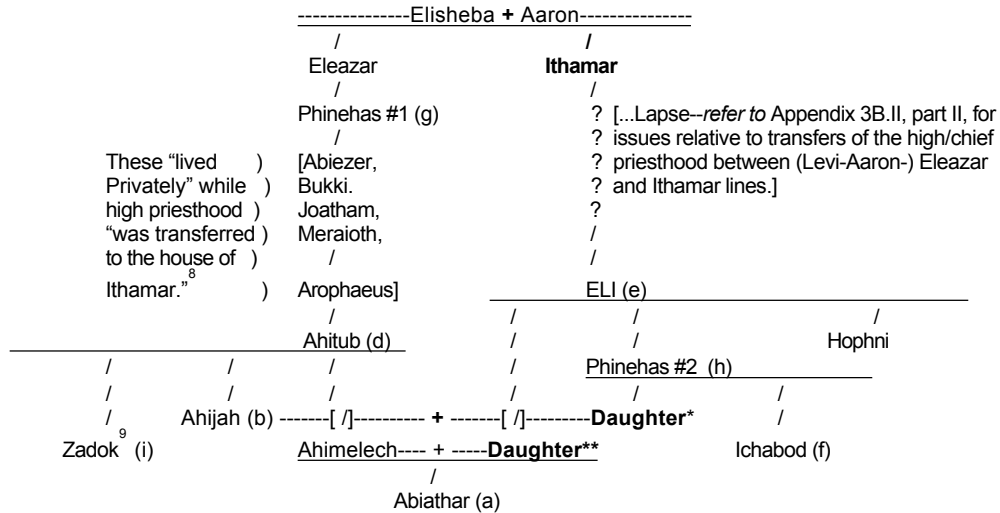 ---------------Elisheba + Aaron---------------
/ /
Eleazar Ithamar
/ /
Phinehas #1 (g) ? [...Lapse--refer to Appendix 3B.II, part II, for
/ ? issues relative to transfers of the high/chief
These “lived ) [Abiezer, ? priesthood between (Levi-Aaron-) Eleazar
Privately” while ) Bukki. ? and Ithamar lines.]
high priesthood ) Joatham, ?
“was transferred ) Meraioth, /
to the house of ) / /
Ithamar.”8 ) Arophaeus] ELI (e)
/ / / /
Ahitub (d) / / Hophni
/ / / / Phinehas #2 (h)
/ / / / / /
/ Ahijah (b) -------[ /]---------- + -------[ /]---------Daughter* /
Zadok9 (i) Ahimelech---- + -----Daughter** Ichabod (f)
/
Abiathar (a)